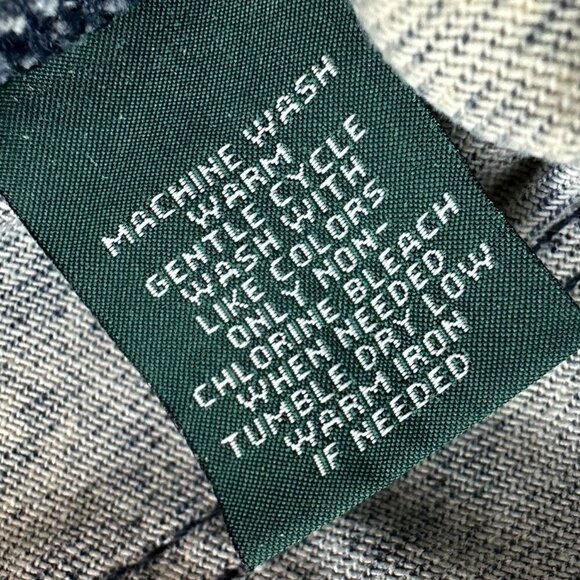 MACHINE WASH
WARM
GENTLE CYCLE
WASH WITH
LIKE COLORS
ONLY NON-
CHLORINE BLEACH
WHEN NEEDED
TUMBLE DRY LOW
WARM IRON
IF NEEDED